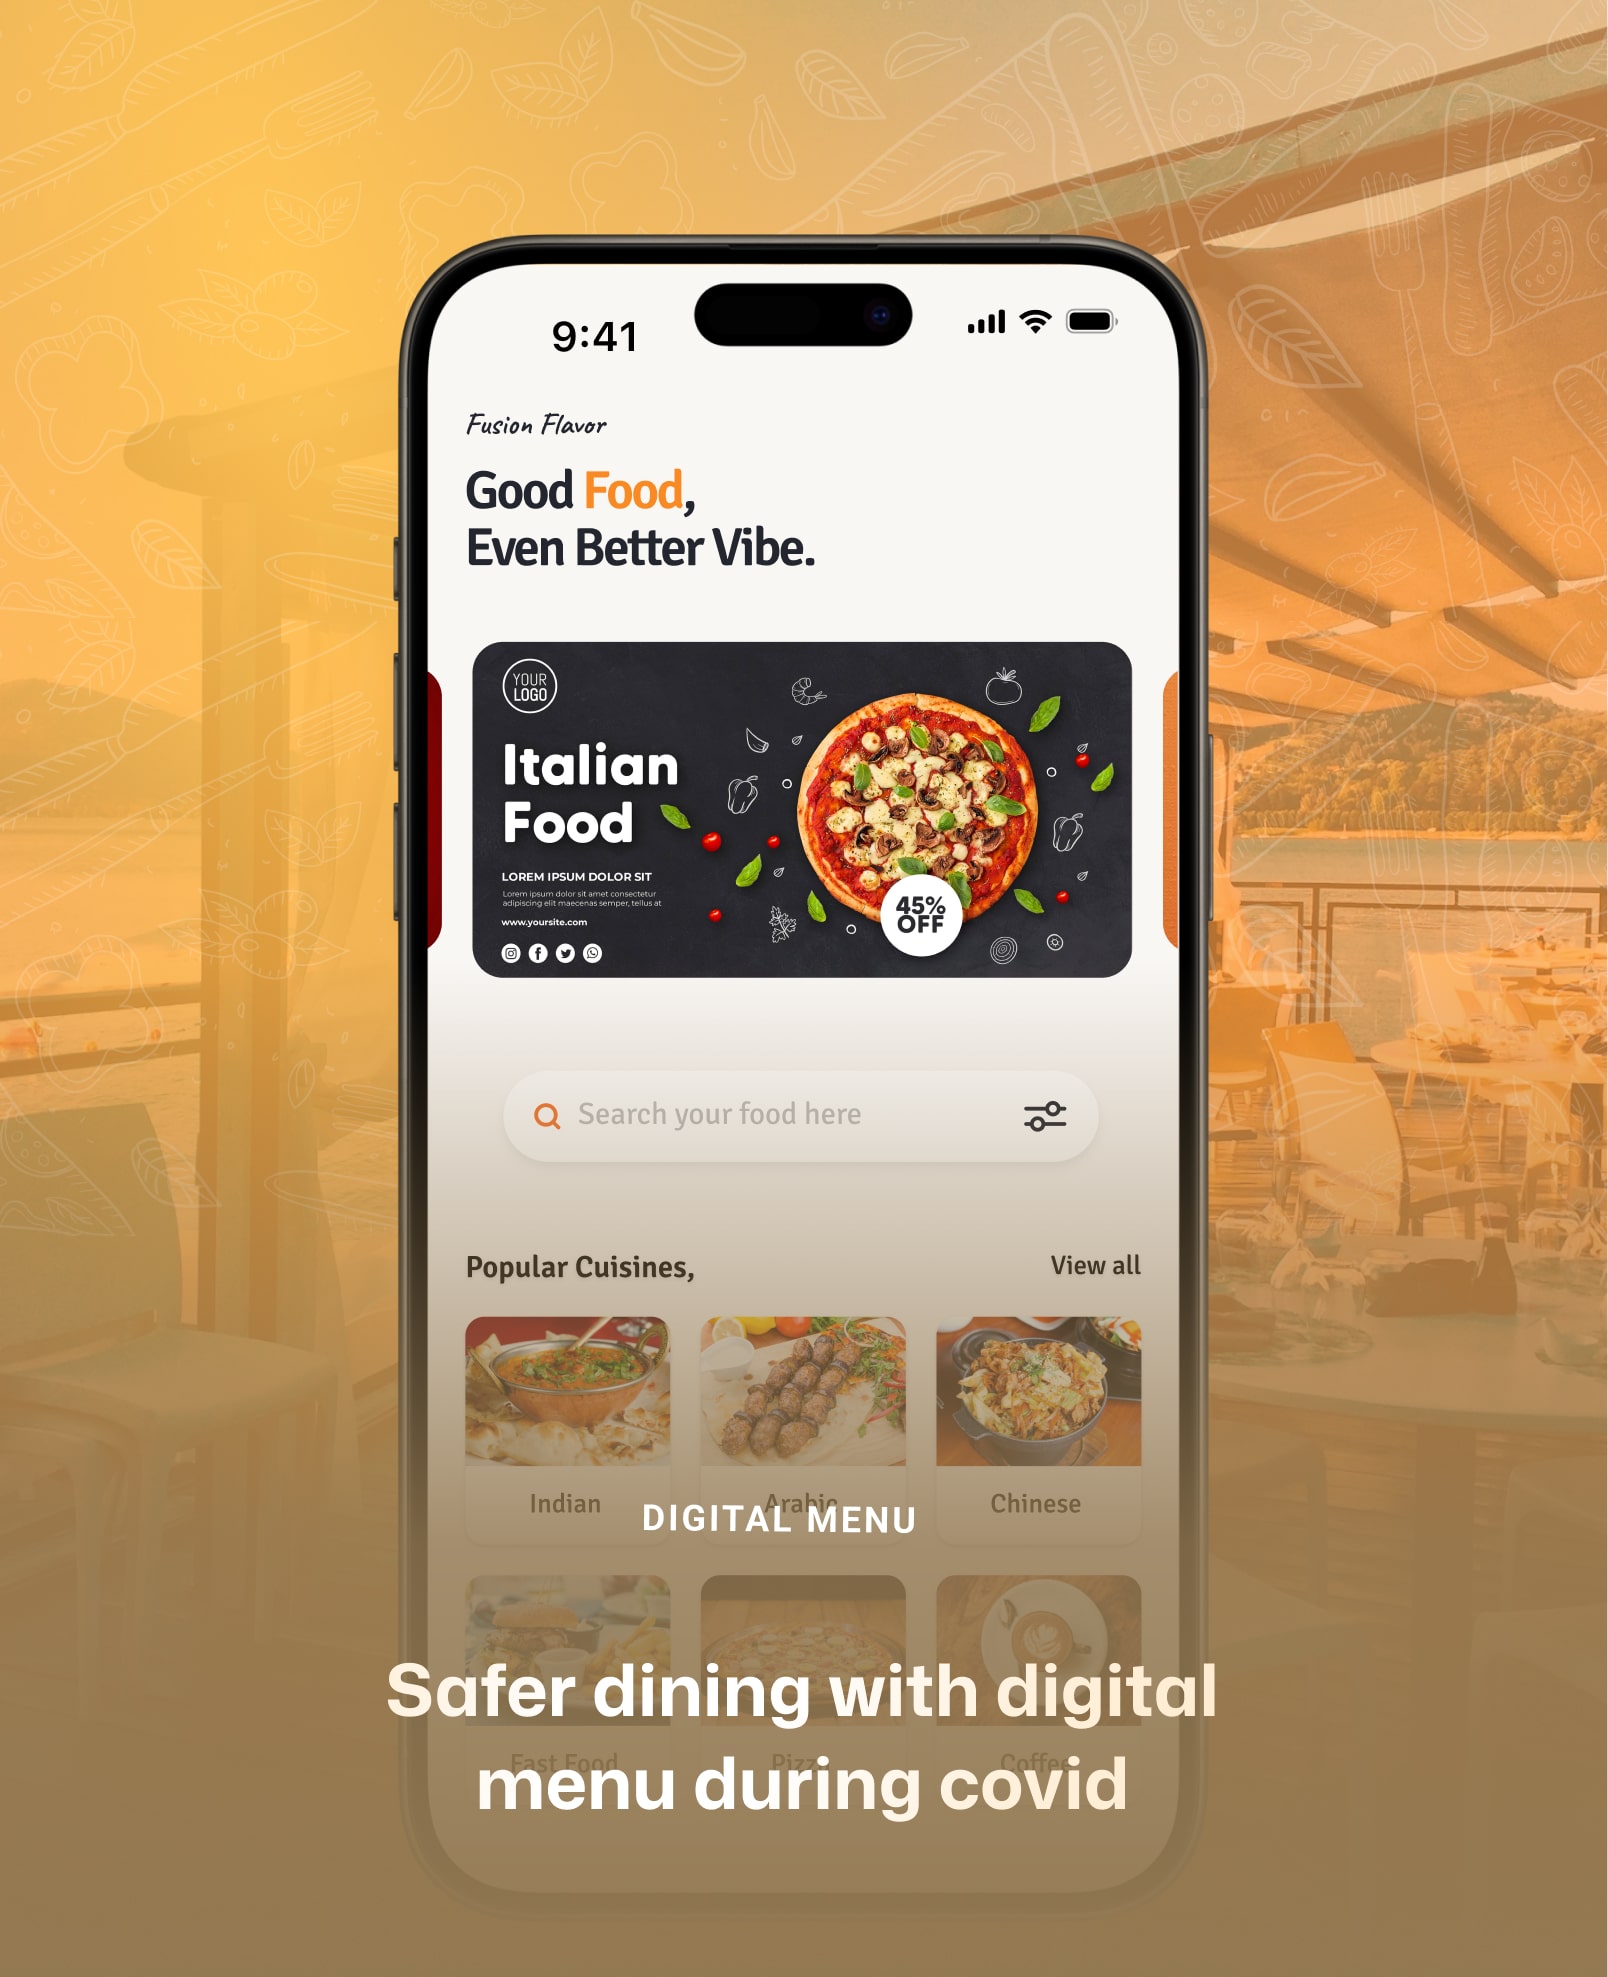 9:41
Fusion Flavor
Good Food,
Even Better Vibe.
YOUR
LOGO
Italian
Food
LOREM IPSUM DOLOR SIT
Lorem ipsum dolor sit amet consectetur
adipiscing elit maecenas semper, tellus at
www.yoursite.com
45%
OFF
Search your food here
Popular Cuisines,
View all
Indian
Arabic
Chinese
DIGITAL MENU
Safer dining with digital
Fast Food
Pizza
Coffee
menu during covid